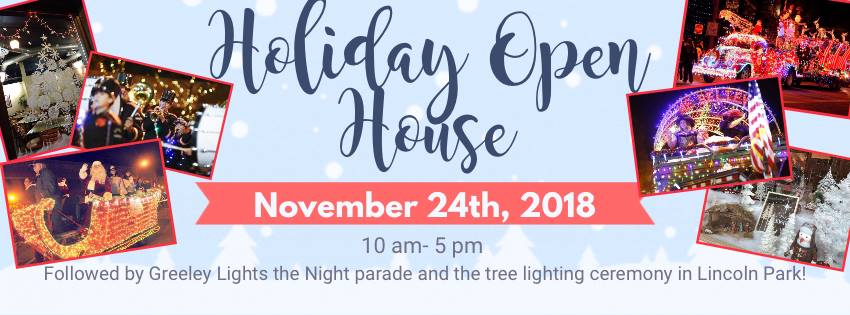 Holiday Open
House
November 24th, 2018
10 am- 5 pm
Followed by Greeley Lights the Night parade and the tree lighting ceremony in Lincoln Park!